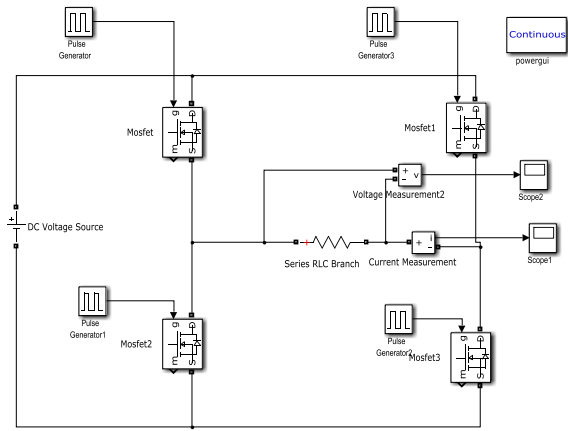 Pulse
Generator
Pulse
Generator3
Continuous
powergui
g
D
m
S
Mosfet
g
D
m
S
Mosfet1
+
-
v
Voltage Measurement2
Scope2
+
DC Voltage Source
+
Series RLC Branch
+
-
i
Current Measurement
Scope1
Pulse
Generator1
g
D
m
S
Mosfet2
Pulse
Generator2
g
D
m
S
Mosfet3